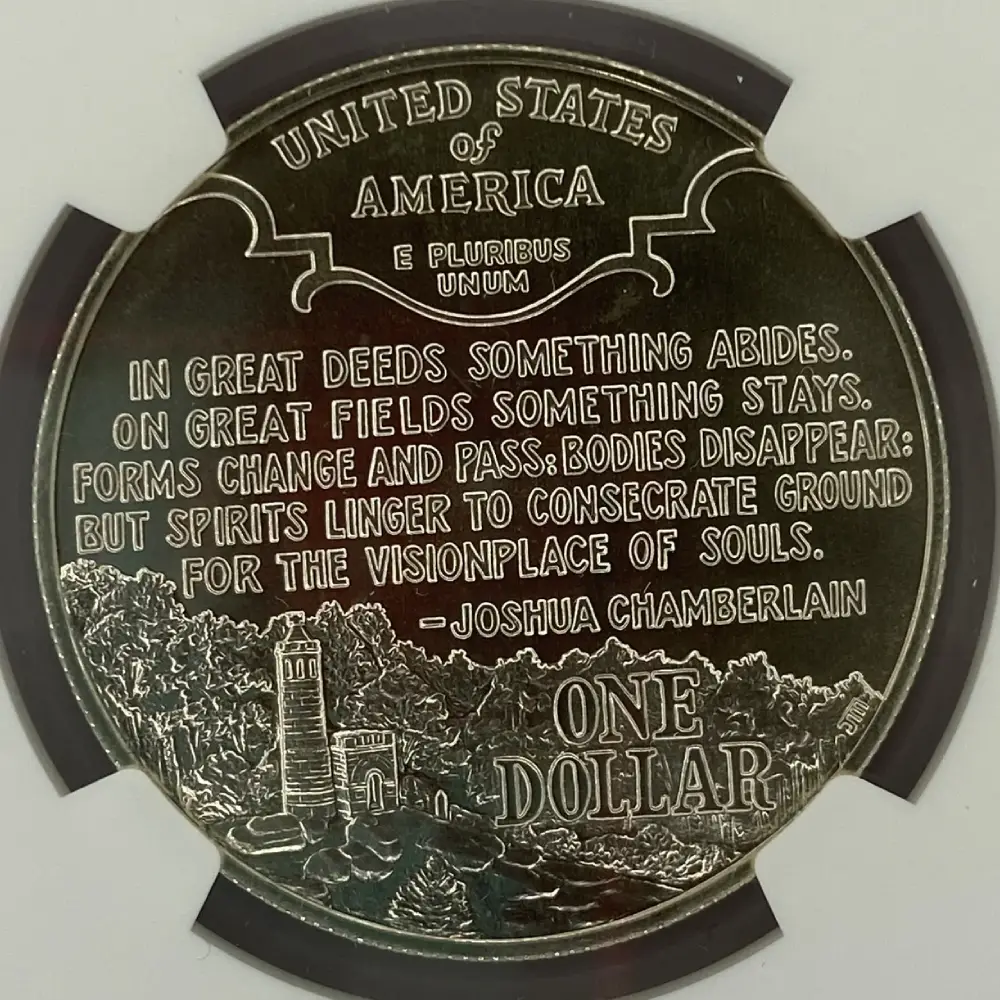 UNITED STATES
of
AMERICA
E PLURIBUS
UNUM
IN GREAT DEEDS SOMETHING ABIDES.
ON GREAT FIELDS SOMETHING STAYS.
FORMS CHANGE AND PASS: BODIES DISAPPEAR:
BUT SPIRITS LINGER TO CONSECRATE GROUND
FOR THE VISIONPLACE OF SOULS.
-JOSHUA CHAMBERLAIN
ONE
DOLLAR